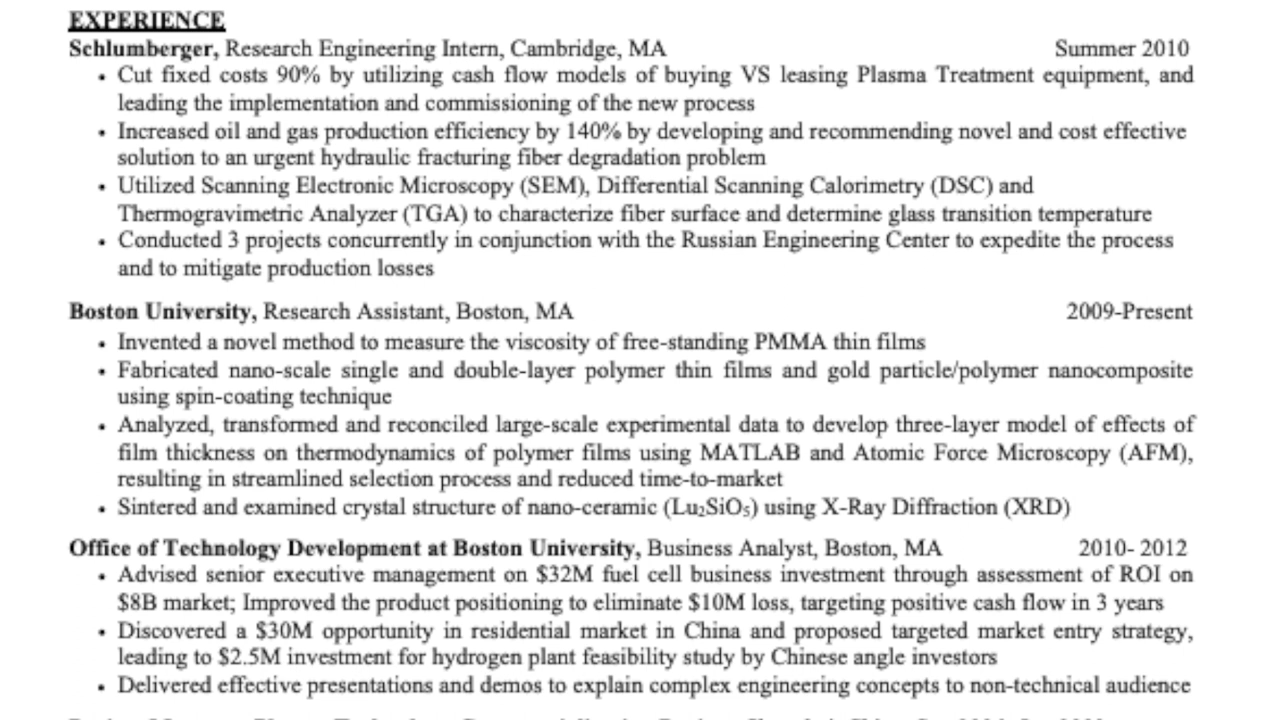 EXPERIENCE
Schlumberger, Research Engineering Intern, Cambridge, MA Summer 2010
• Cut fixed costs 90% by utilizing cash flow models of buying VS leasing Plasma Treatment equipment, and
leading the implementation and commissioning of the new process
• Increased oil and gas production efficiency by 140% by developing and recommending novel and cost effective
solution to an urgent hydraulic fracturing fiber degradation problem
• Utilized Scanning Electronic Microscopy (SEM), Differential Scanning Calorimetry (DSC) and
Thermogravimetric Analyzer (TGA) to characterize fiber surface and determine glass transition temperature
• Conducted 3 projects concurrently in conjunction with the Russian Engineering Center to expedite the process
and to mitigate production losses
Boston University, Research Assistant, Boston, MA 2009-Present
• Invented a novel method to measure the viscosity of free-standing PMMA thin films
• Fabricated nano-scale single and double-layer polymer thin films and gold particle/polymer nanocomposite
using spin-coating technique
• Analyzed, transformed and reconciled large-scale experimental data to develop three-layer model of effects of
film thickness on thermodynamics of polymer films using MATLAB and Atomic Force Microscopy (AFM),
resulting in streamlined selection process and reduced time-to-market
• Sintered and examined crystal structure of nano-ceramic (Lu₂SiO₅) using X-Ray Diffraction (XRD)
Office of Technology Development at Boston University, Business Analyst, Boston, MA 2010- 2012
• Advised senior executive management on $32M fuel cell business investment through assessment of ROI on
$8B market; Improved the product positioning to eliminate $10M loss, targeting positive cash flow in 3 years
• Discovered a $30M opportunity in residential market in China and proposed targeted market entry strategy,
leading to $2.5M investment for hydrogen plant feasibility study by Chinese angle investors
• Delivered effective presentations and demos to explain complex engineering concepts to non-technical audience